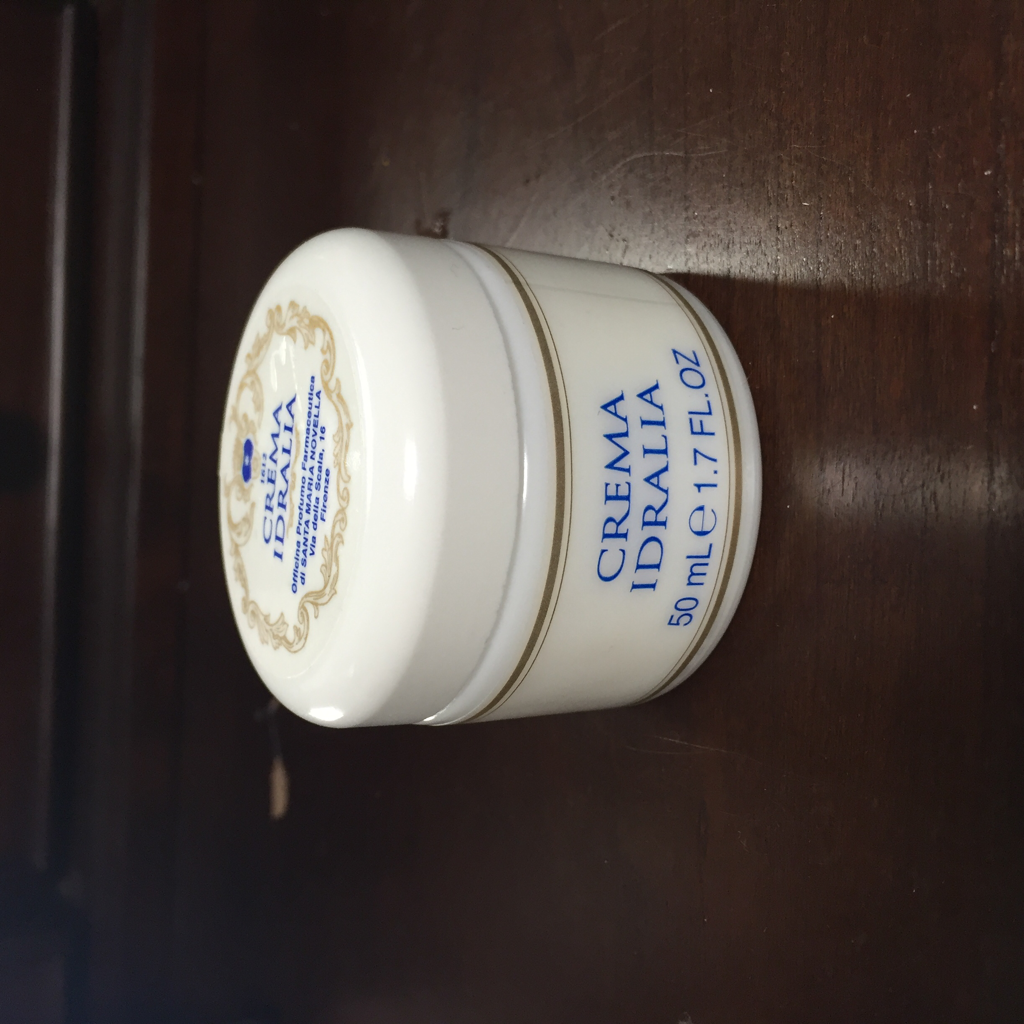 1612
CREMA
IDRALIA
Officina Profumo Farmaceutica
di SANTA MARIA NOVELLA
Via della Scala, 16
Firenze
CREMA
IDRALIA
50 mL℮1.7 FL.OZ